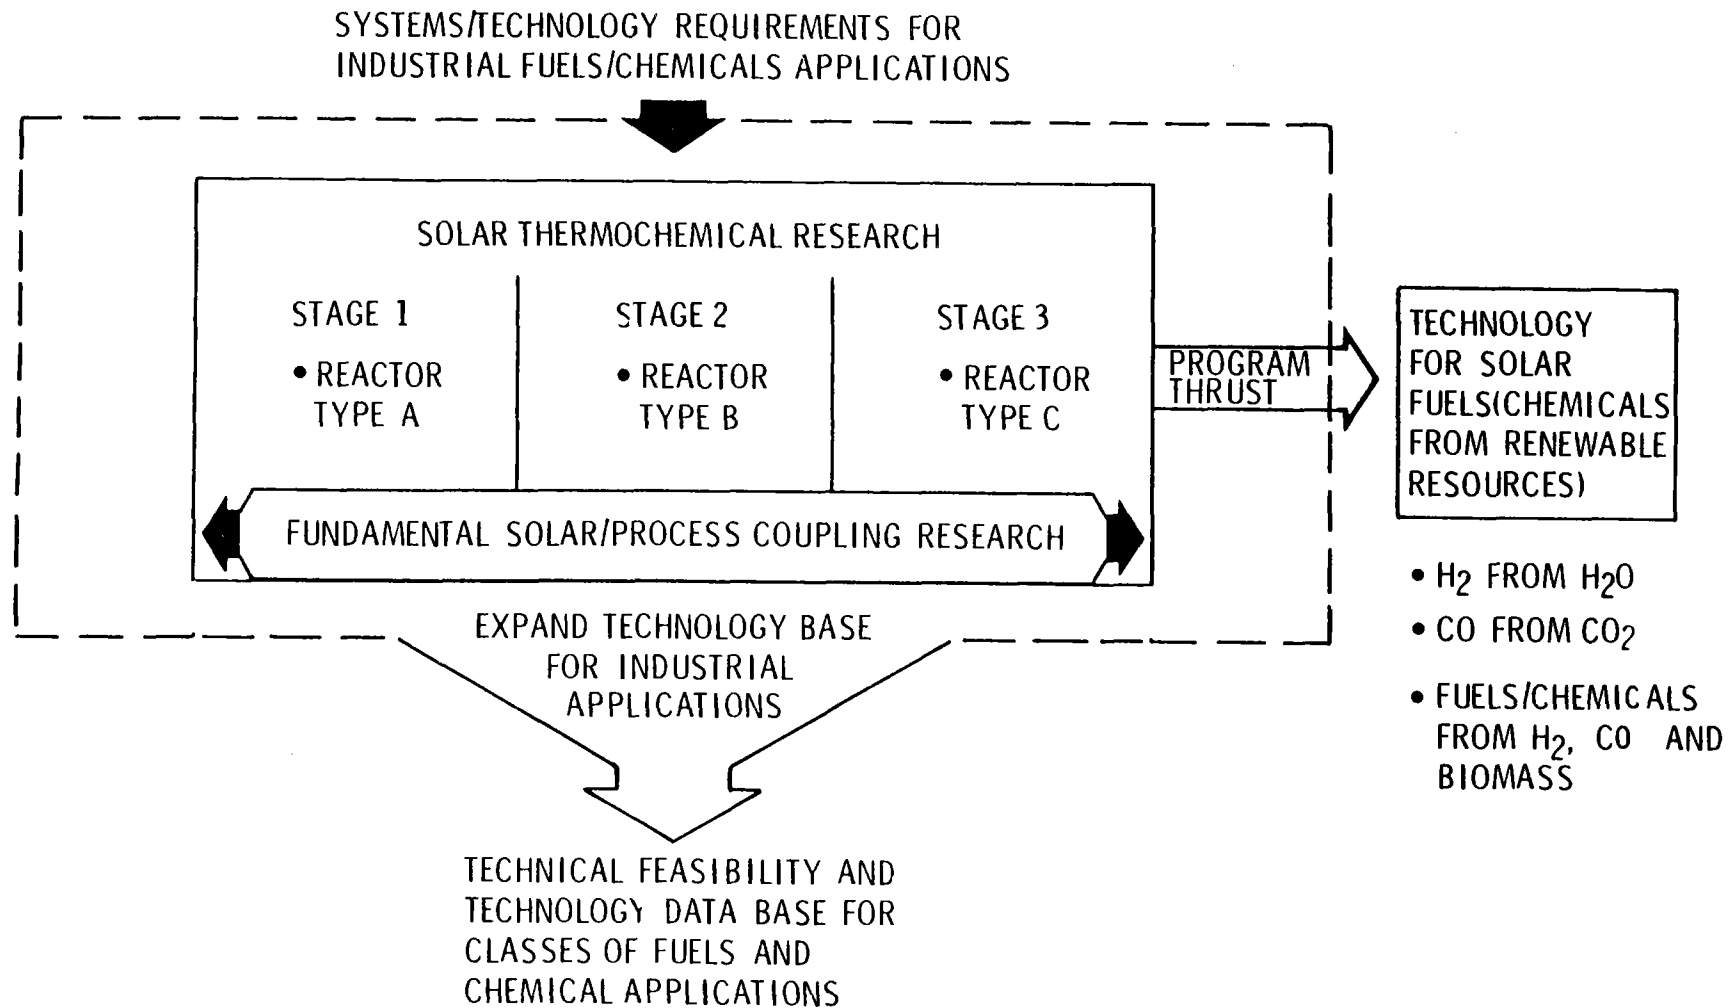 SYSTEMS/TECHNOLOGY REQUIREMENTS FOR
INDUSTRIAL FUELS/CHEMICALS APPLICATIONS
SOLAR THERMOCHEMICAL RESEARCH
STAGE 1
• REACTOR
TYPE A
STAGE 2
• REACTOR
TYPE B
STAGE 3
• REACTOR
TYPE C
FUNDAMENTAL SOLAR/PROCESS COUPLING RESEARCH
PROGRAM
THRUST
TECHNOLOGY
FOR SOLAR
FUELS(CHEMICALS
FROM RENEWABLE
RESOURCES)
• H2 FROM H2O
• CO FROM CO2
• FUELS/CHEMICALS
FROM H2, CO AND
BIOMASS
EXPAND TECHNOLOGY BASE
FOR INDUSTRIAL
APPLICATIONS
TECHNICAL FEASIBILITY AND
TECHNOLOGY DATA BASE FOR
CLASSES OF FUELS AND
CHEMICAL APPLICATIONS